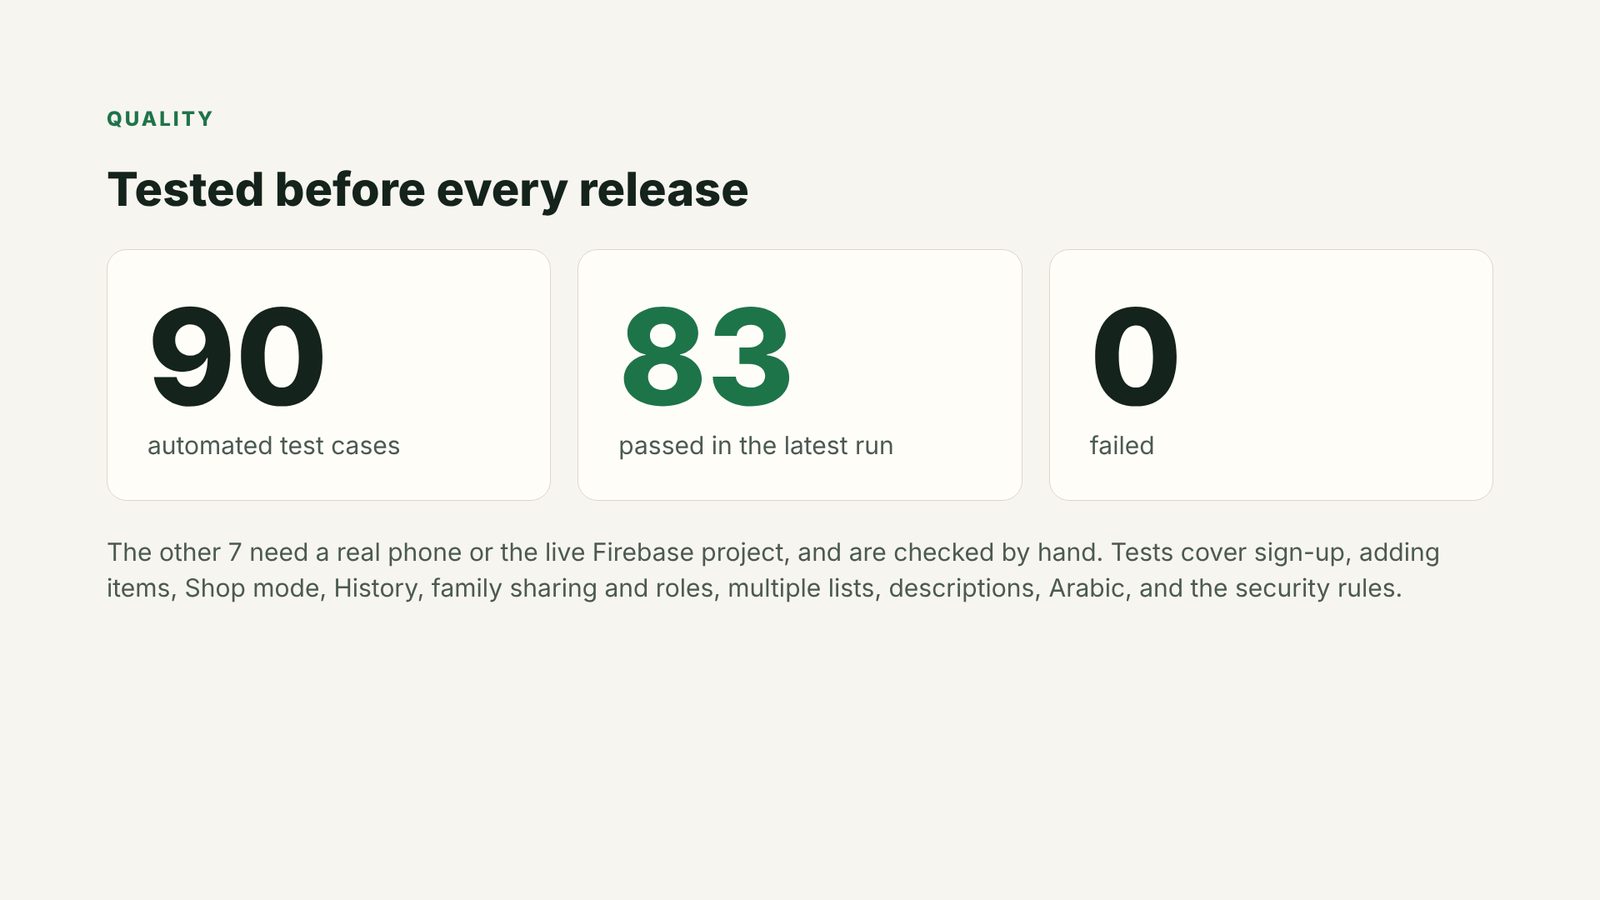 QUALITY
Tested before every release
90
automated test cases
83
passed in the latest run
0
failed
The other 7 need a real phone or the live Firebase project, and are checked by hand. Tests cover sign-up, adding
items, Shop mode, History, family sharing and roles, multiple lists, descriptions, Arabic, and the security rules.